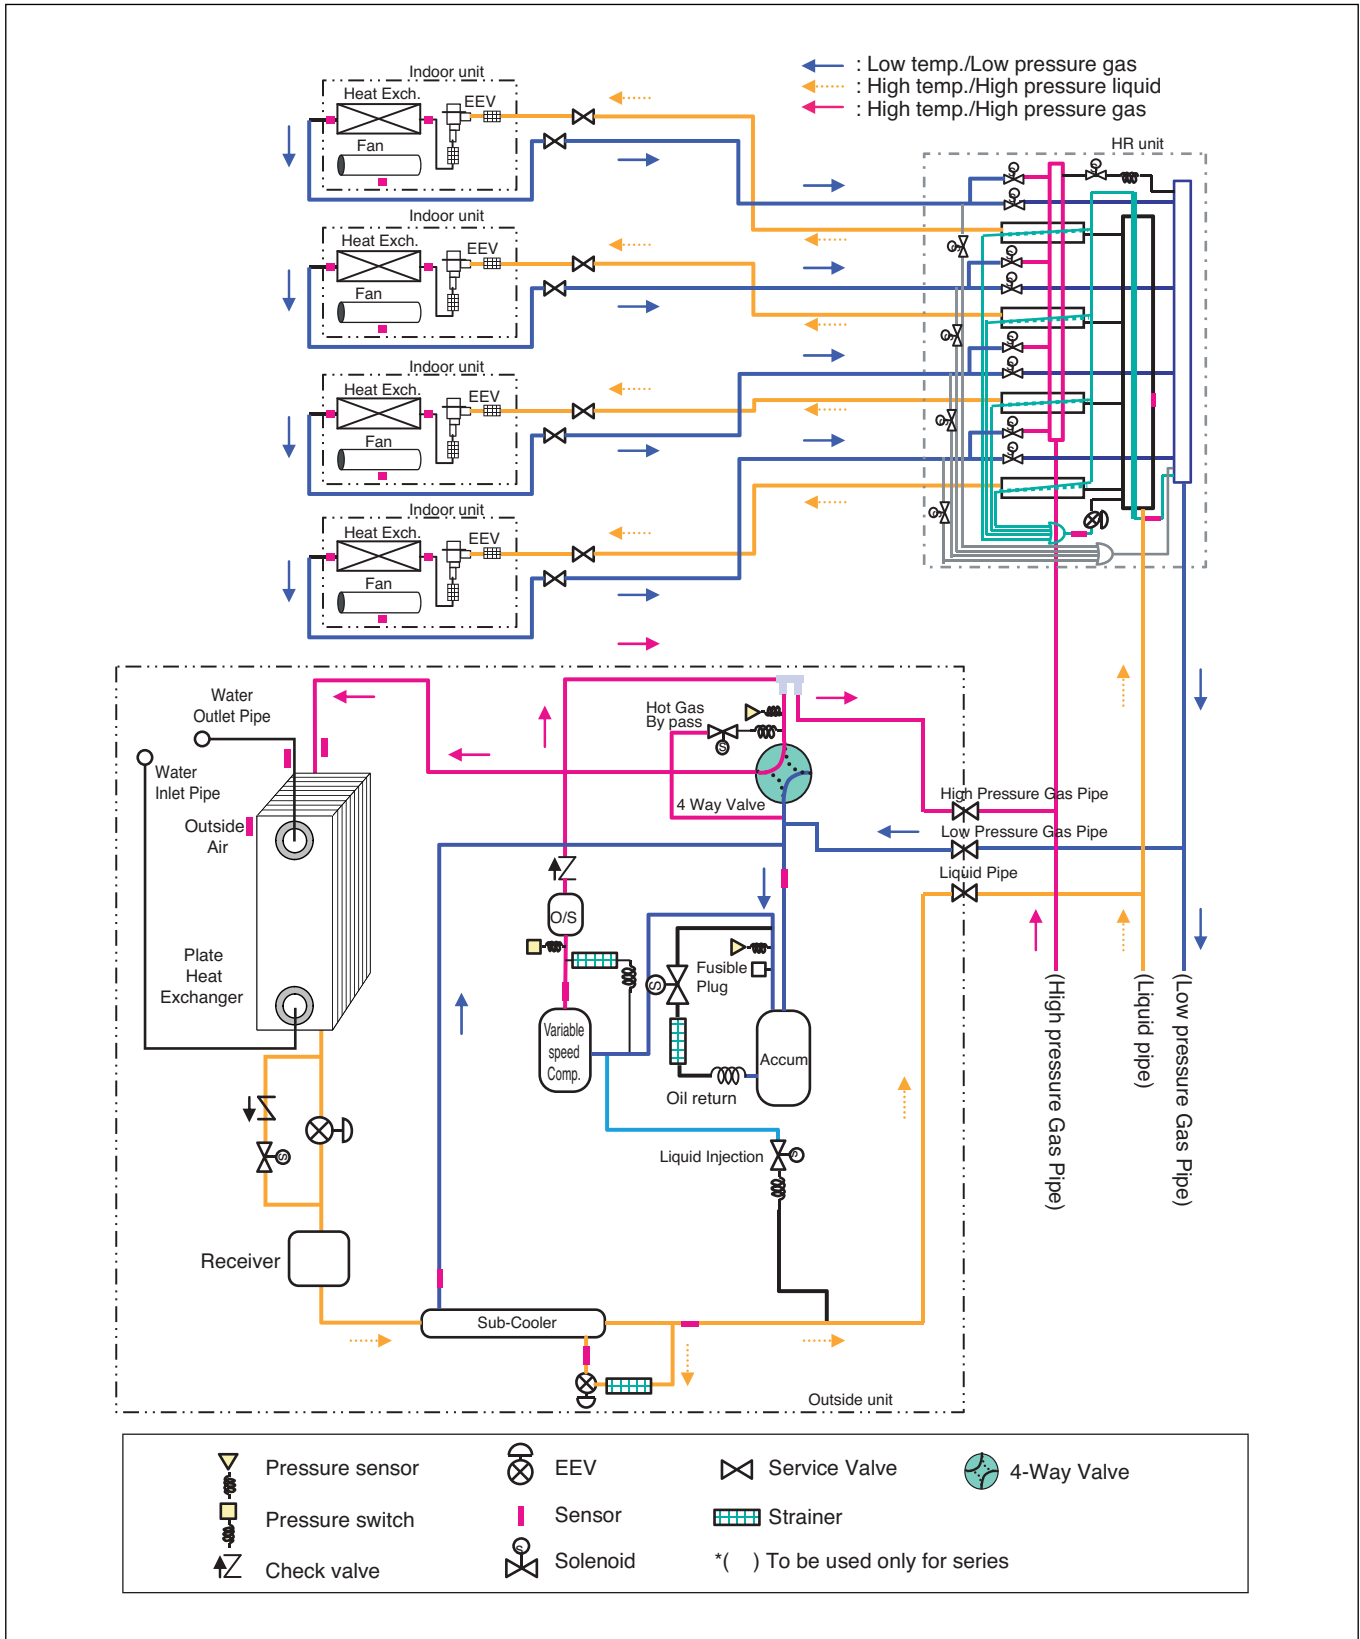 : Low temp./Low pressure gas
: High temp./High pressure liquid
: High temp./High pressure gas
Indoor unit
Heat Exch.
EEV
Fan
HR unit
S
S
S
S
S
S
S
S
S
S
S
S
S
Indoor unit
Heat Exch.
EEV
Fan
Indoor unit
Heat Exch.
EEV
Fan
Indoor unit
Heat Exch.
EEV
Fan
Water
Outlet Pipe
Water
Inlet Pipe
Outside
Air
Plate
Heat
Exchanger
Hot Gas
By pass
S
4 Way Valve
High Pressure Gas Pipe
Low Pressure Gas Pipe
Liquid Pipe
O/S
Fusible
Plug
S
Variable
speed
Comp.
Accum
Oil return
Liquid Injection
S
S
Receiver
Sub-Cooler
Outside unit
(High pressure Gas Pipe)
(Liquid pipe)
(Low pressure Gas Pipe)
Pressure sensor
EEV
Service Valve
4-Way Valve
Pressure switch
Sensor
Strainer
Check valve
S
Solenoid
*( ) To be used only for series